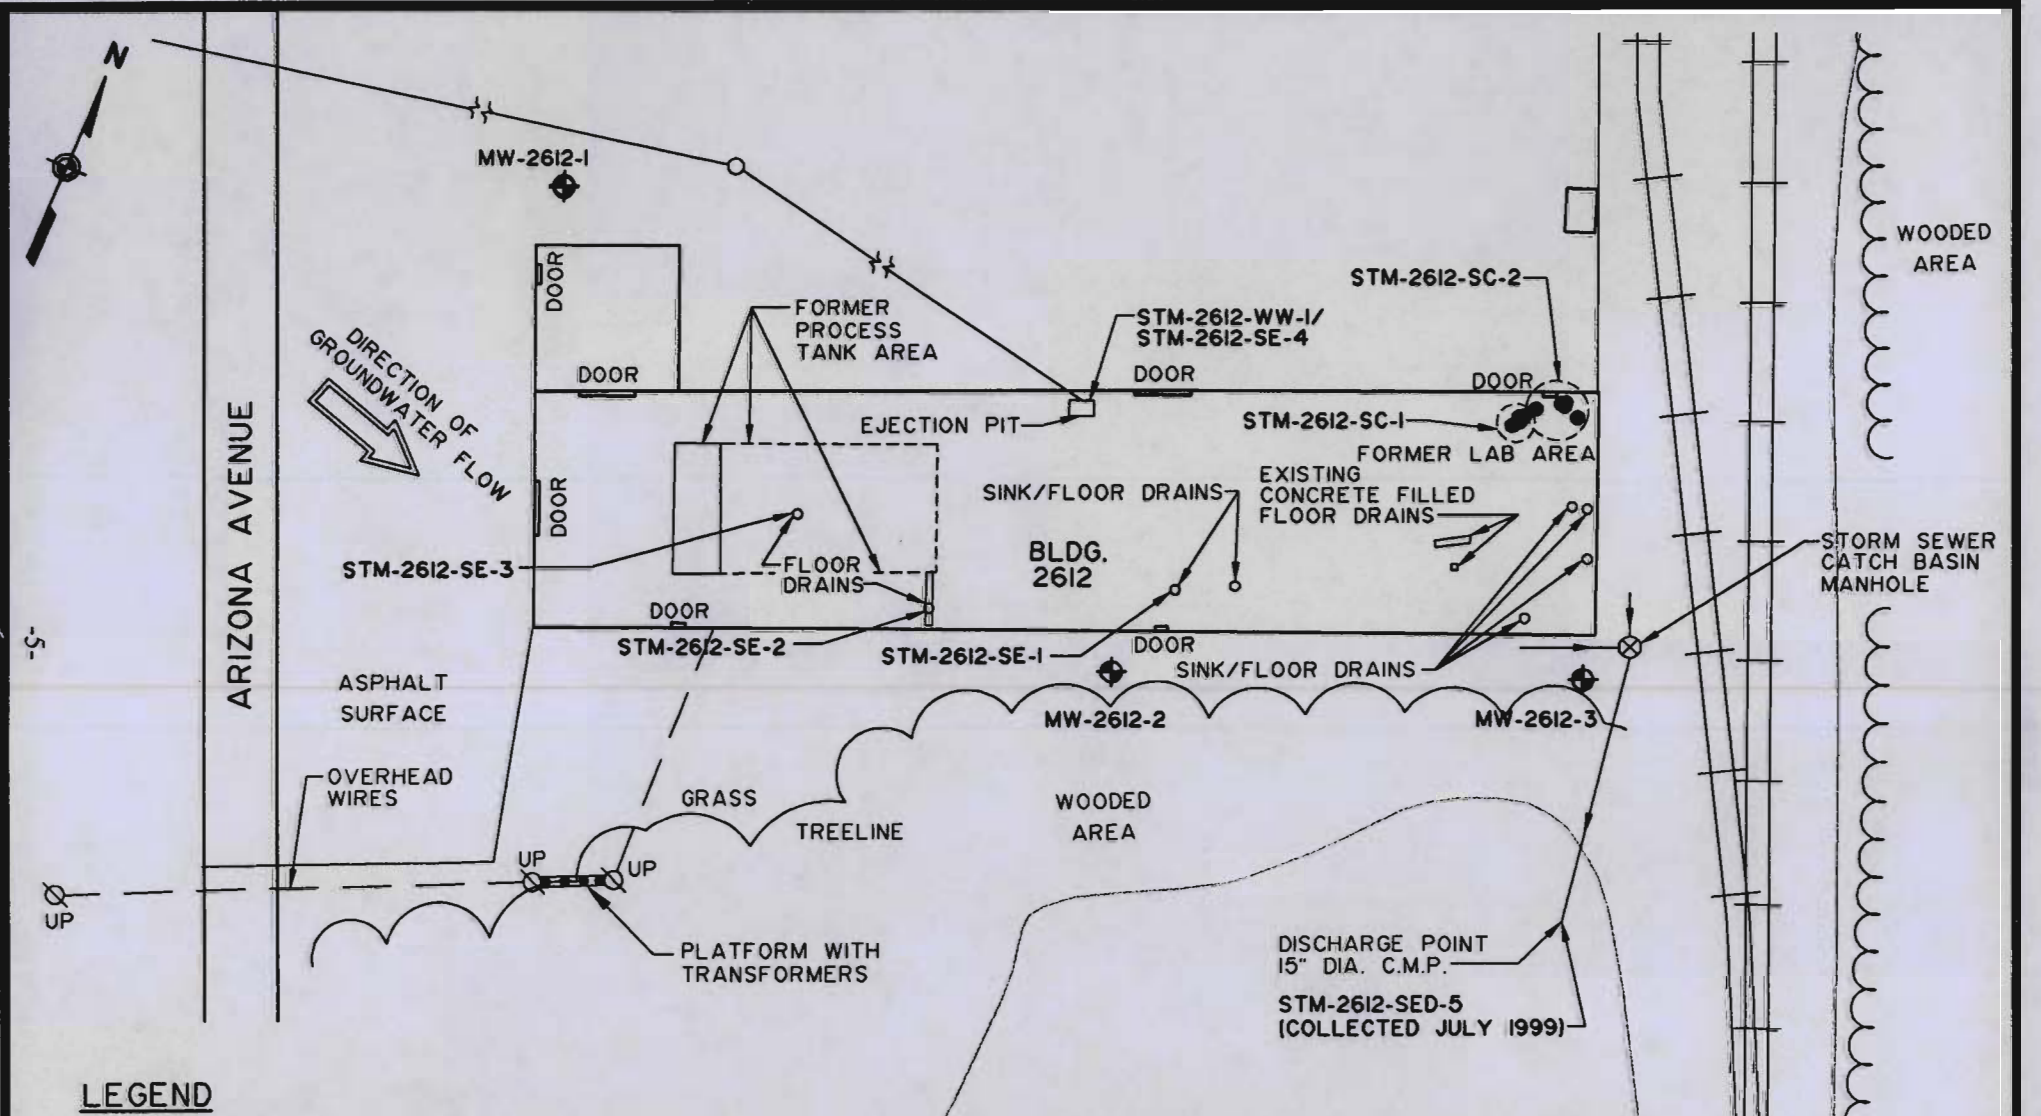 N
MW-2612-1
WOODED
AREA
STM-2612-SC-2
DOOR
FORMER
PROCESS
TANK AREA
STM-2612-WW-1/
STM-2612-SE-4
DIRECTION OF
GROUNDWATER FLOW
DOOR
DOOR
DOOR
EJECTION PIT
STM-2612-SC-1
FORMER LAB AREA
ARIZONA AVENUE
DOOR
SINK/FLOOR DRAINS
EXISTING
CONCRETE FILLED
FLOOR DRAINS
BLDG.
2612
STORM SEWER
CATCH BASIN
MANHOLE
STM-2612-SE-3
FLOOR
DRAINS
DOOR
-5-
STM-2612-SE-2
STM-2612-SE-1
DOOR
SINK/FLOOR DRAINS
ASPHALT
SURFACE
MW-2612-2
MW-2612-3
OVERHEAD
WIRES
GRASS
TREELINE
WOODED
AREA
UP
UP
UP
PLATFORM WITH
TRANSFORMERS
DISCHARGE POINT
15" DIA. C.M.P.
STM-2612-SED-5
(COLLECTED JULY 1999)
LEGEND